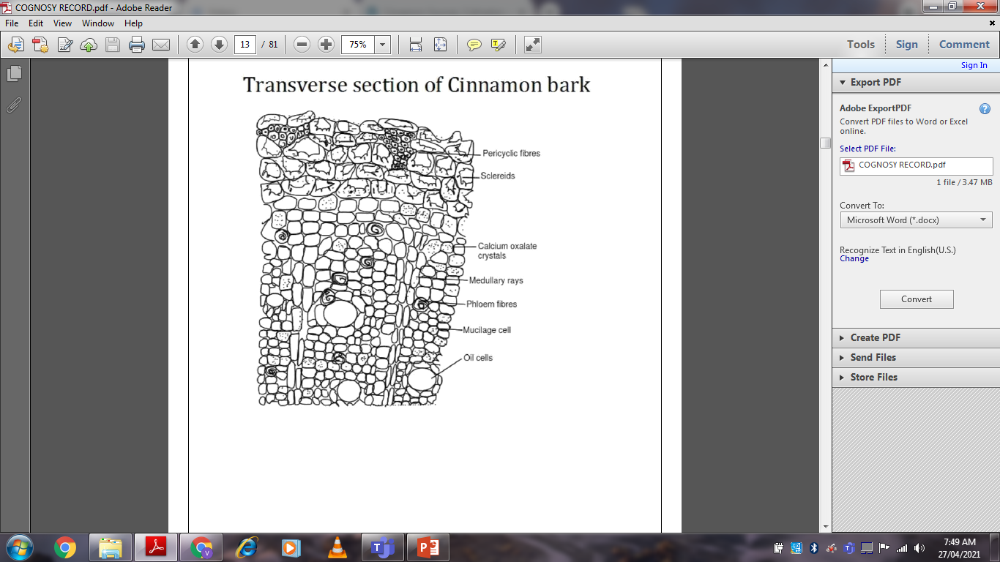 COGNOSY RECORD.pdf - Adobe Reader
File Edit View Window Help
13 / 81
75%
Tools Sign Comment
Sign In
Export PDF
Adobe ExportPDF
Convert PDF files to Word or Excel
online.
Select PDF File:
COGNOSY RECORD.pdf
1 file / 3.47 MB
Convert To:
Microsoft Word (*.docx)
Recognize Text in English(U.S.)
Change
Convert
Create PDF
Send Files
Store Files
Transverse section of Cinnamon bark
Pericyclic fibres
Sclereids
Calcium oxalate
crystals
Medullary rays
Phloem fibres
Mucilage cell
Oil cells
7:49 AM
27/04/2021